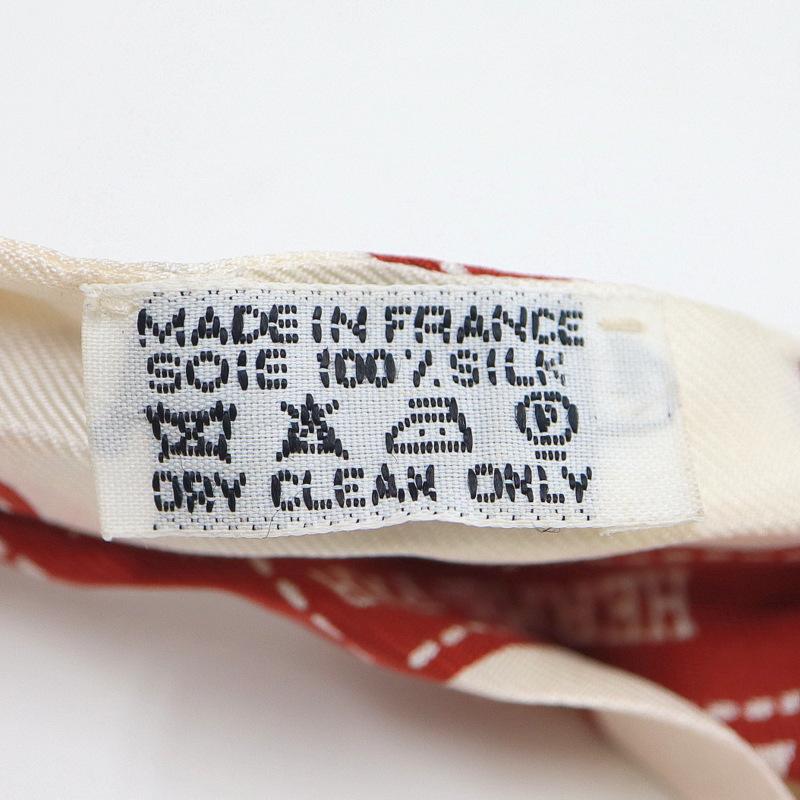 MADE IN FRANCE
SOIE 100% SILK
P
DRY CLEAN ONLY